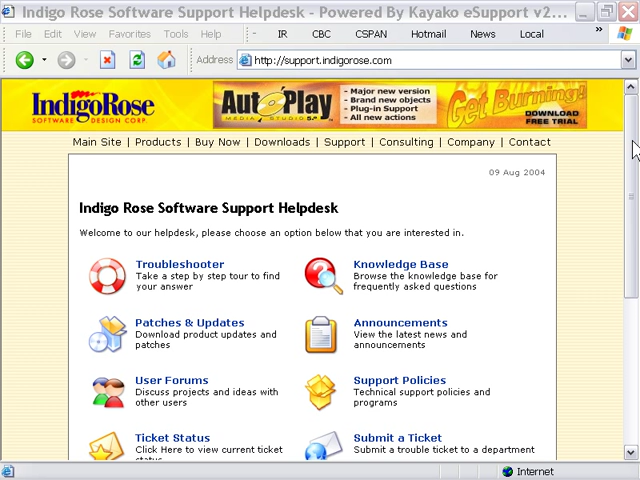 Indigo Rose Software Support Helpdesk - Powered By Kayako eSupport v2...
File Edit View Favorites Tools Help IR CBC CSPAN Hotmail News Local »
Address http://support.indigorose.com
IndigoRose
SOFTWARE DESIGN CORP.
AutoPlay
MEDIA STUDIO 5.0
- Major new version
- Brand new objects
- Plug-in Support
- All new actions
Get Burning!
DOWNLOAD
FREE TRIAL
Main Site | Products | Buy Now | Downloads | Support | Consulting | Company | Contact
09 Aug 2004
Indigo Rose Software Support Helpdesk
Welcome to our helpdesk, please choose an option below that you are interested in.
Troubleshooter
Take a step by step tour to find
your answer
Knowledge Base
Browse the knowledge base for
frequently asked questions
Patches & Updates
Download product updates and
patches
Announcements
View the latest news and
announcements
User Forums
Discuss projects and ideas with
other users
Support Policies
Technical support policies and
programs
Ticket Status
Click Here to view current ticket
status
Submit a Ticket
Submit a trouble ticket to a department
Internet